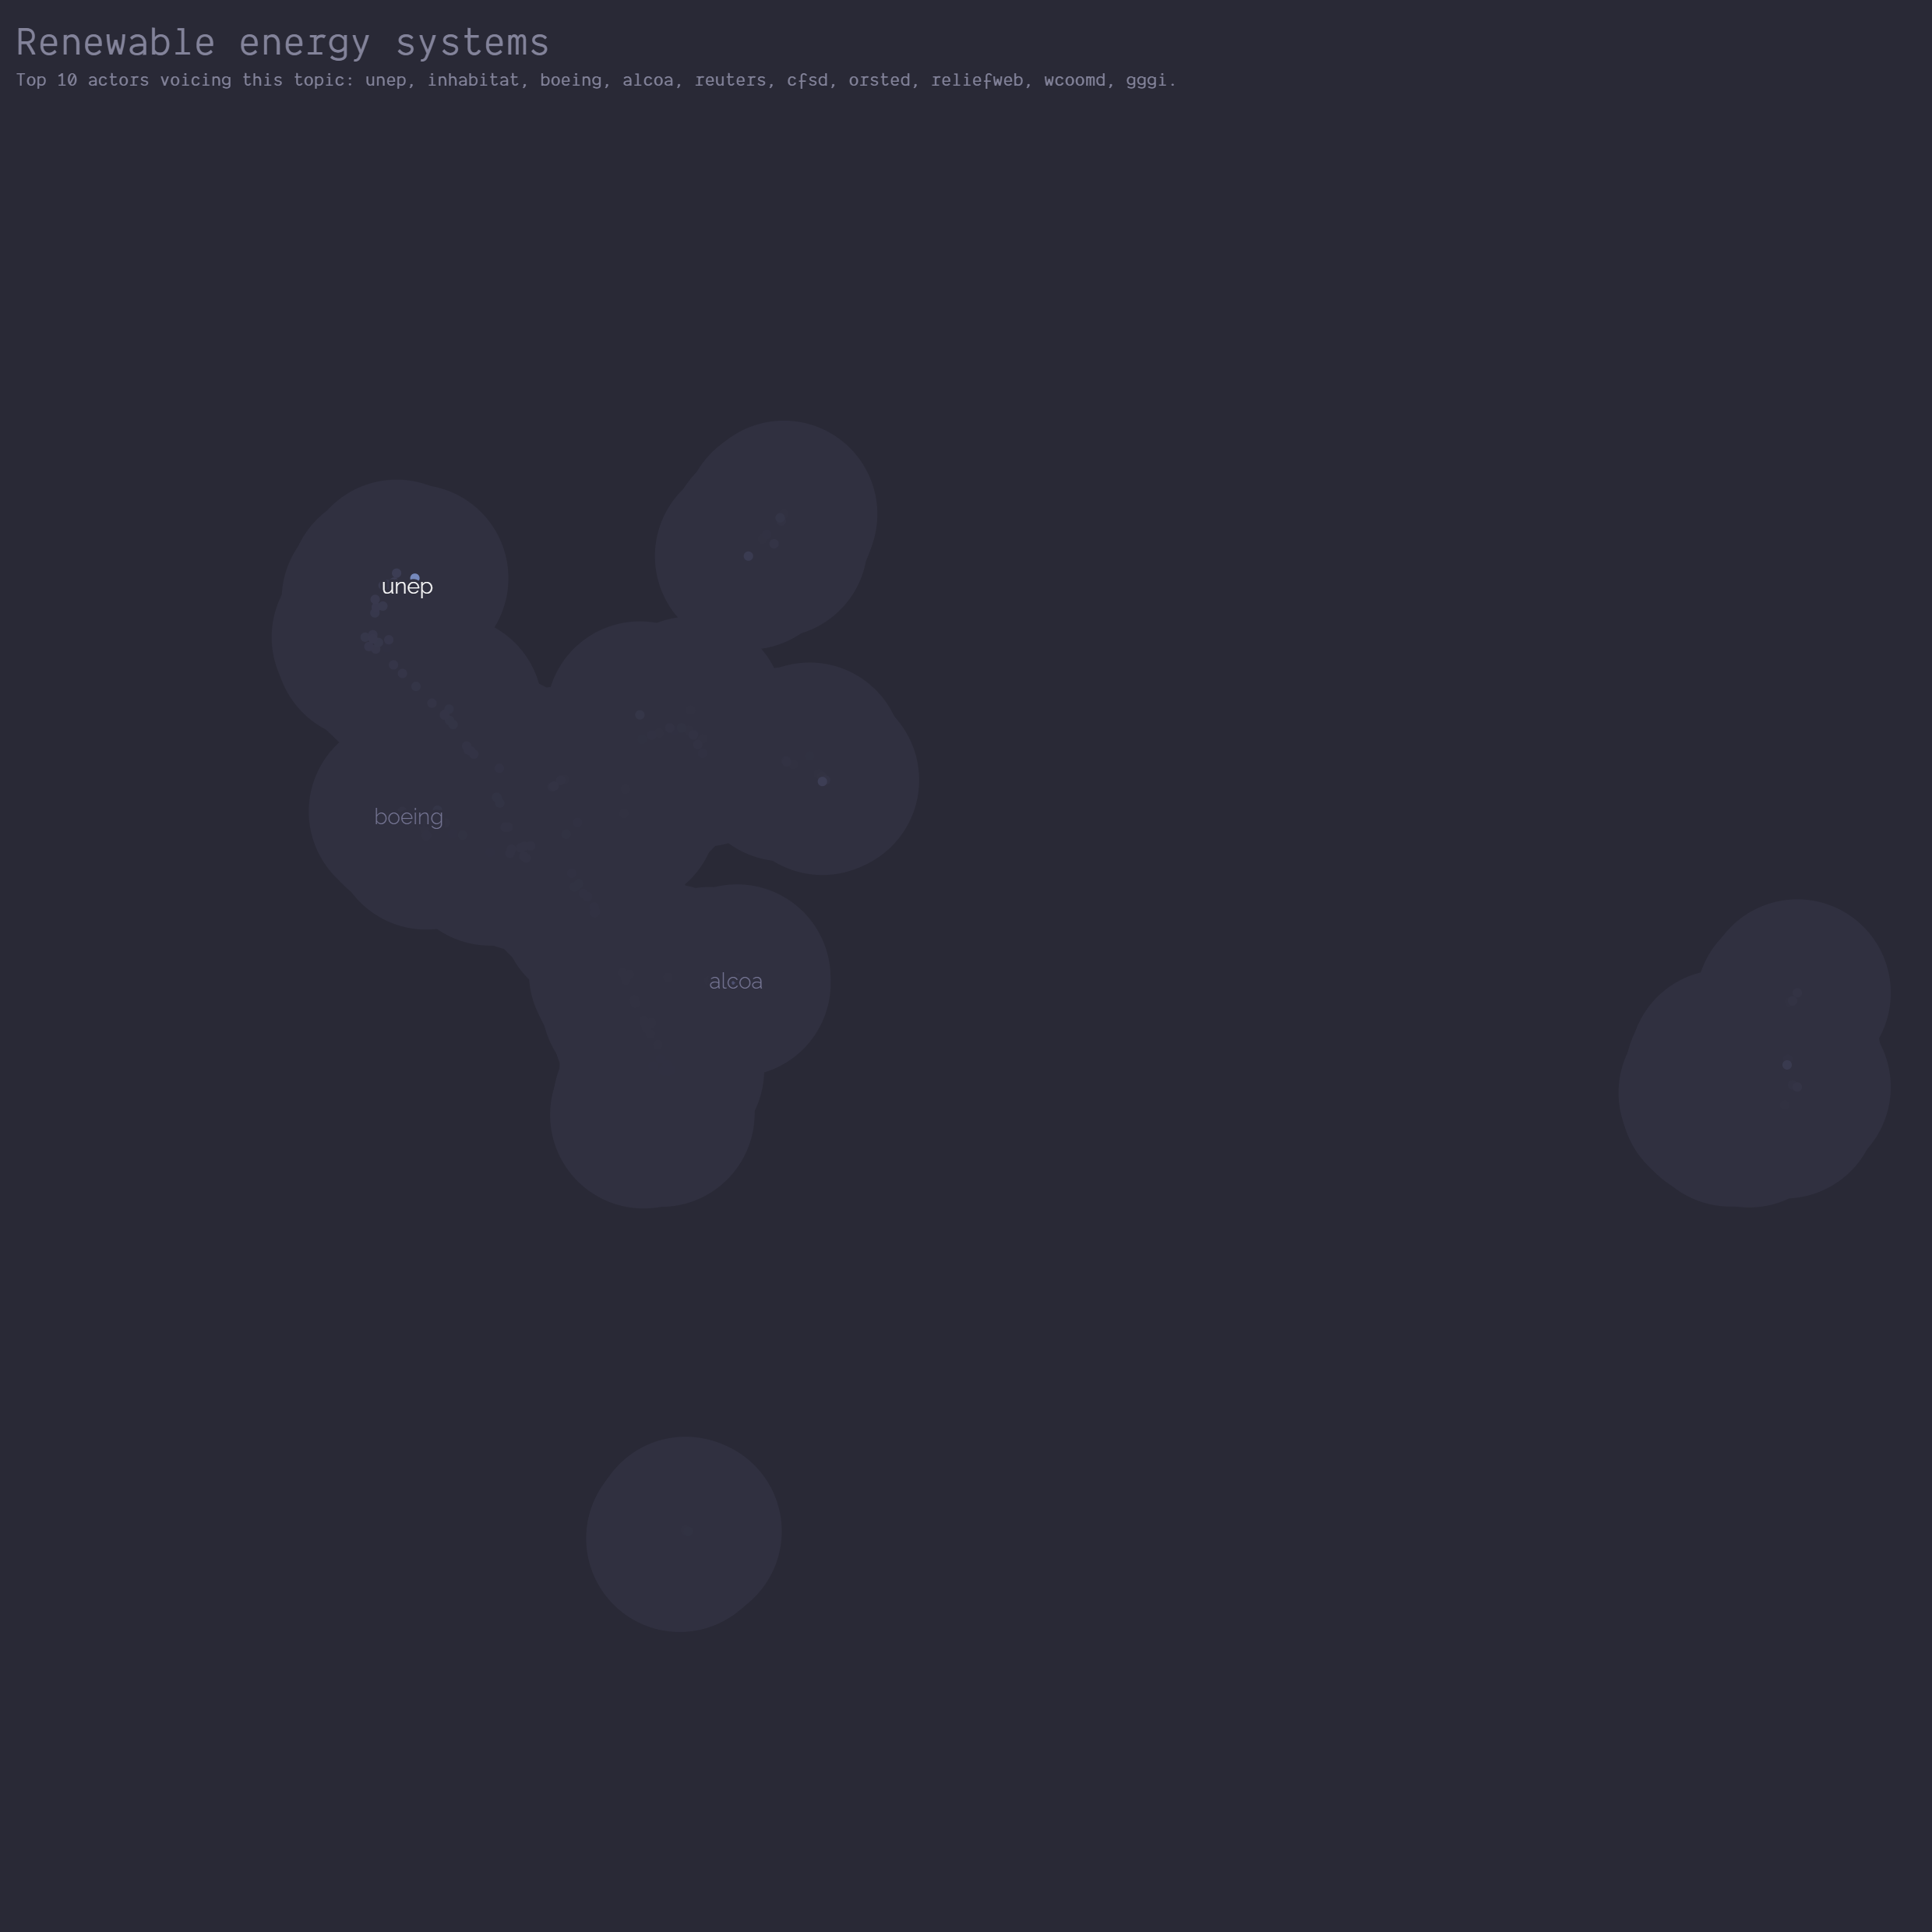 Renewable energy systems
Top 10 actors voicing this topic: unep, inhabitat, boeing, alcoa, reuters, cfsd, orsted, reliefweb, wcoomd, gggi.
unep
boeing
alcoa